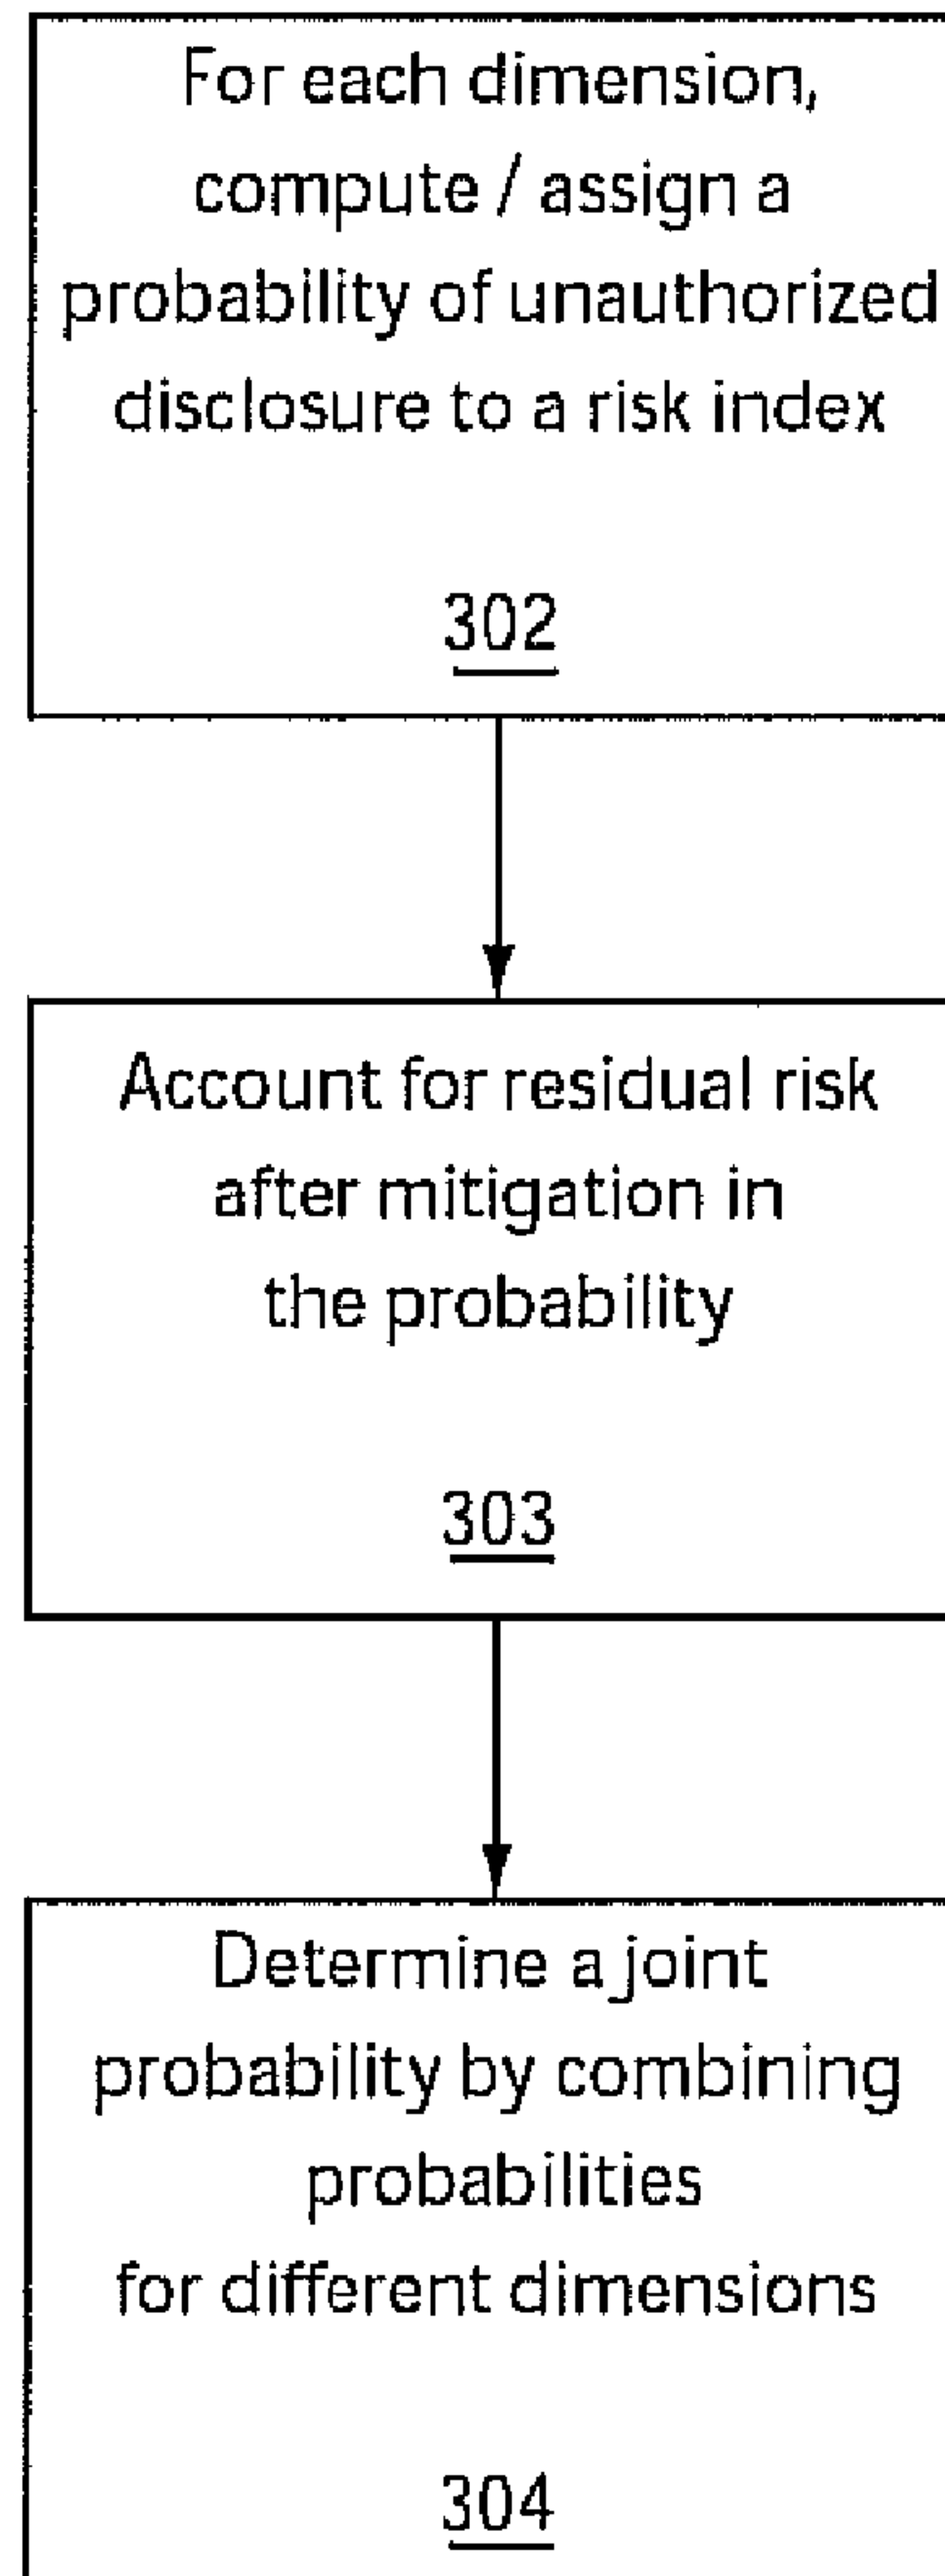 For each dimension,
compute / assign a
probability of unauthorized
disclosure to a risk index
302
Account for residual risk
after mitigation in
the probability
303
Determine a joint
probability by combining
probabilities
for different dimensions
304